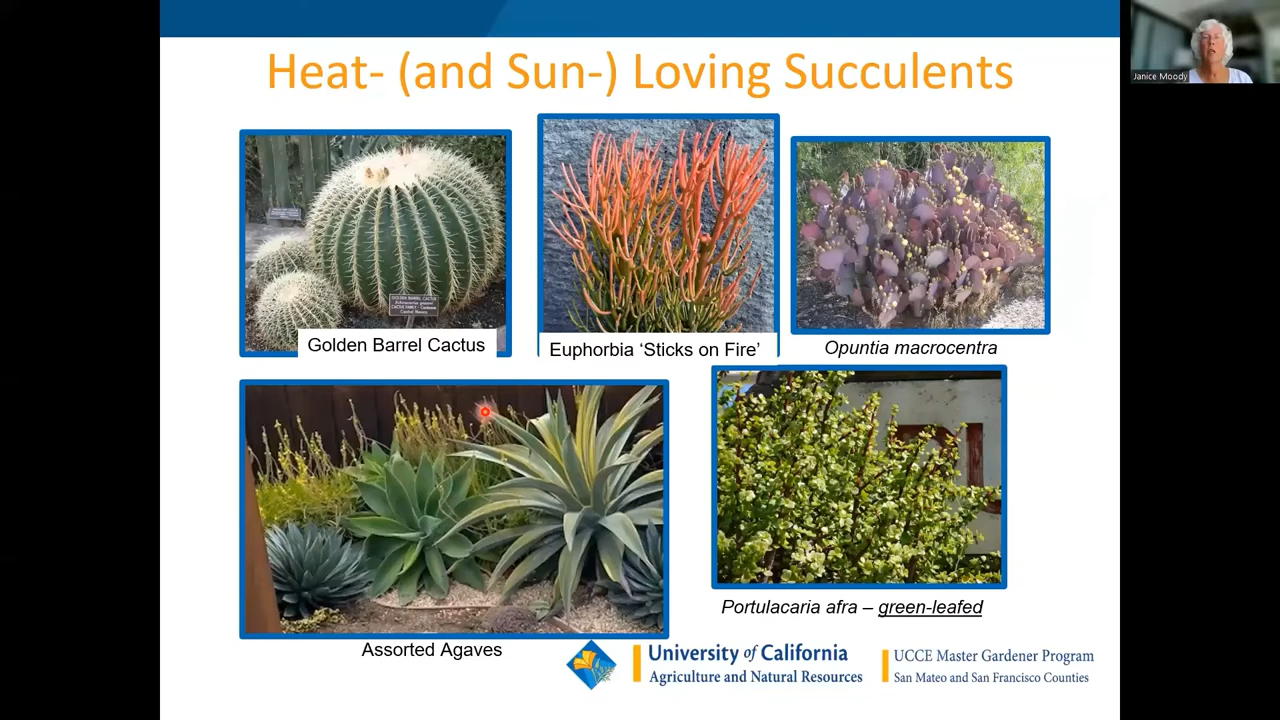 Heat- (and Sun-) Loving Succulents
Janice Moody
GOLDEN BARREL CACTUS
Golden Barrel Cactus
Euphorbia ‘Sticks on Fire’
Opuntia macrocentra
Assorted Agaves
Portulacaria afra – green-leafed
University of California
Agriculture and Natural Resources
UCCE Master Gardener Program
San Mateo and San Francisco Counties